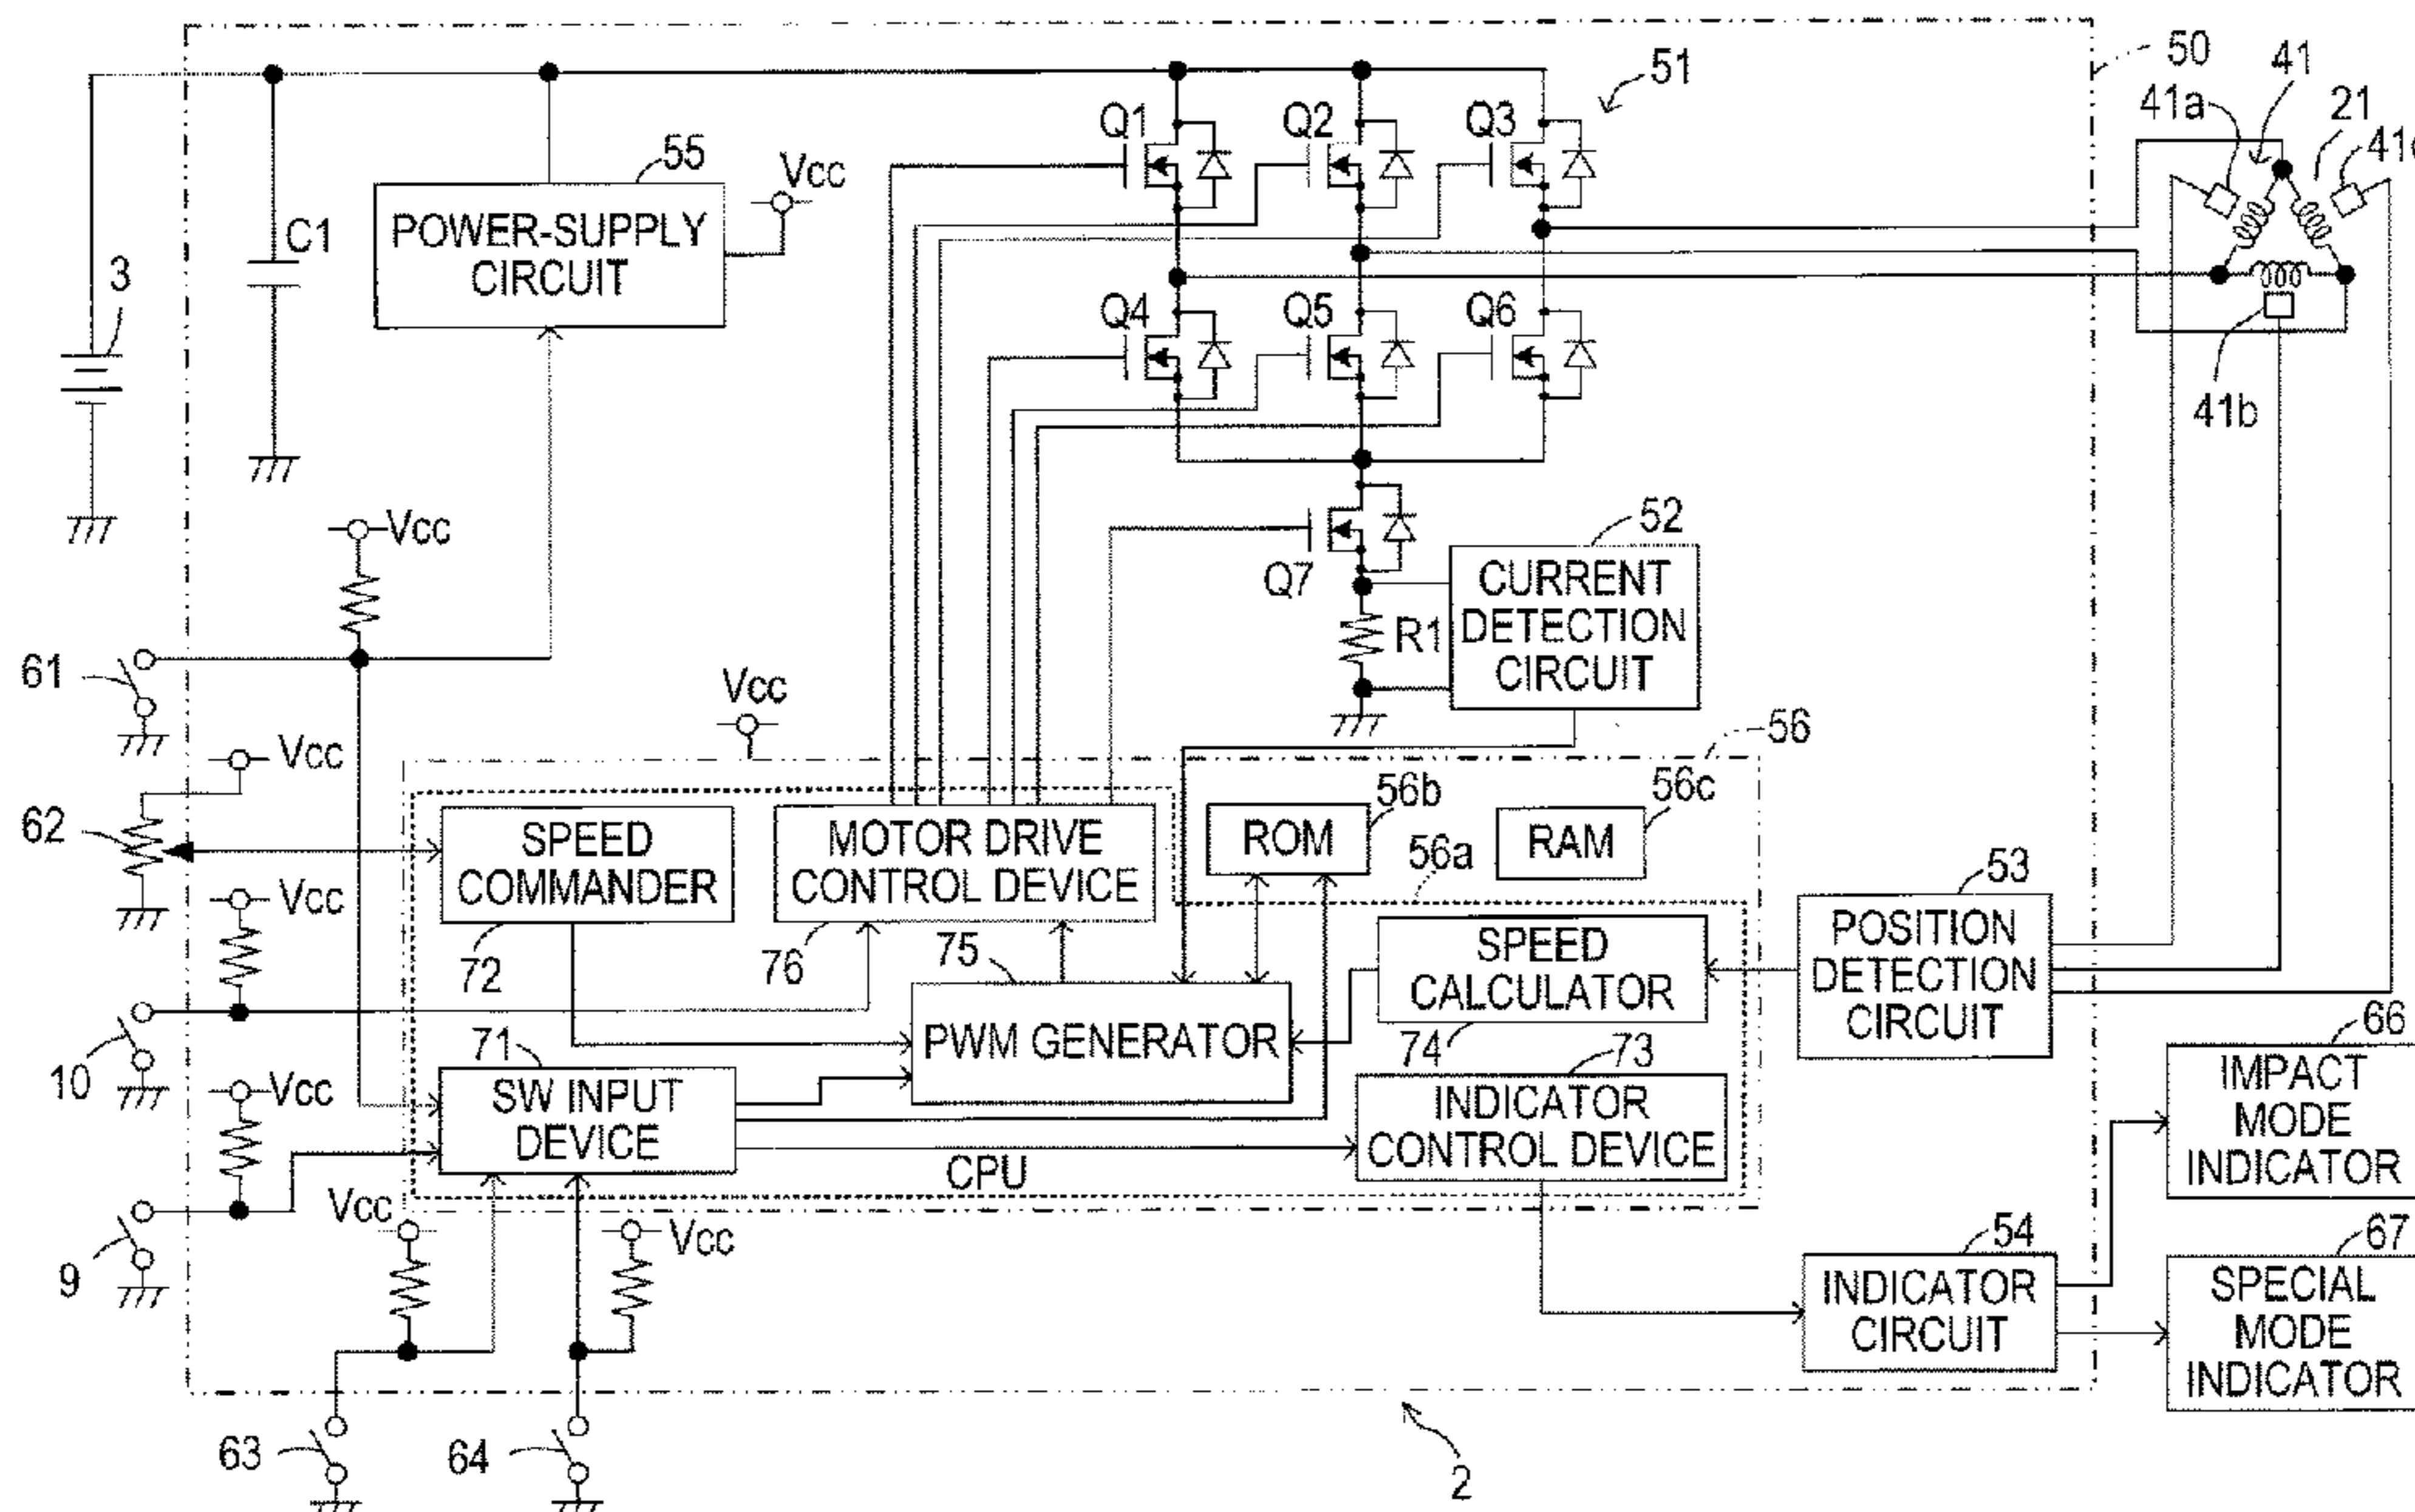 50
41
51
41a
21
Q1
Q2
Q3
55
Vcc
POWER-SUPPLY
CIRCUIT
C1
3
Q4
Q5
Q6
41b
Vcc
52
Q7
CURRENT
DETECTION
CIRCUIT
R1
61
Vcc
Vcc
56
62
SPEED
COMMANDER
MOTOR DRIVE
CONTROL DEVICE
ROM
56b
56c
RAM
56a
53
Vcc
72
76
75
SPEED
CALCULATOR
POSITION
DETECTION
CIRCUIT
10
PWM GENERATOR
74
73
66
Vcc
71
SW INPUT
DEVICE
INDICATOR
CONTROL DEVICE
IMPACT
MODE
INDICATOR
CPU
9
Vcc
Vcc
54
67
INDICATOR
CIRCUIT
SPECIAL
MODE
INDICATOR
63
64
2